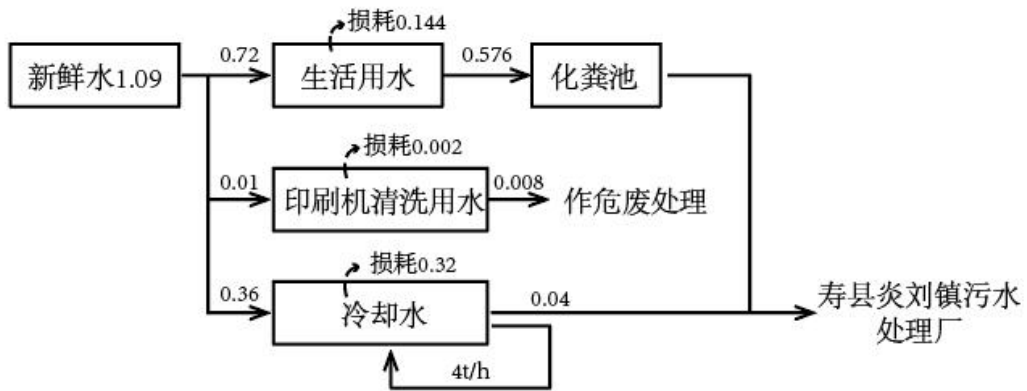 损耗0.144
新鲜水1.09
0.72
生活用水
0.576
化粪池
损耗0.002
0.01
印刷机清洗用水
0.008
作危废处理
损耗0.32
0.36
冷却水
0.04
寿县炎刘镇污水
处理厂
4t/h